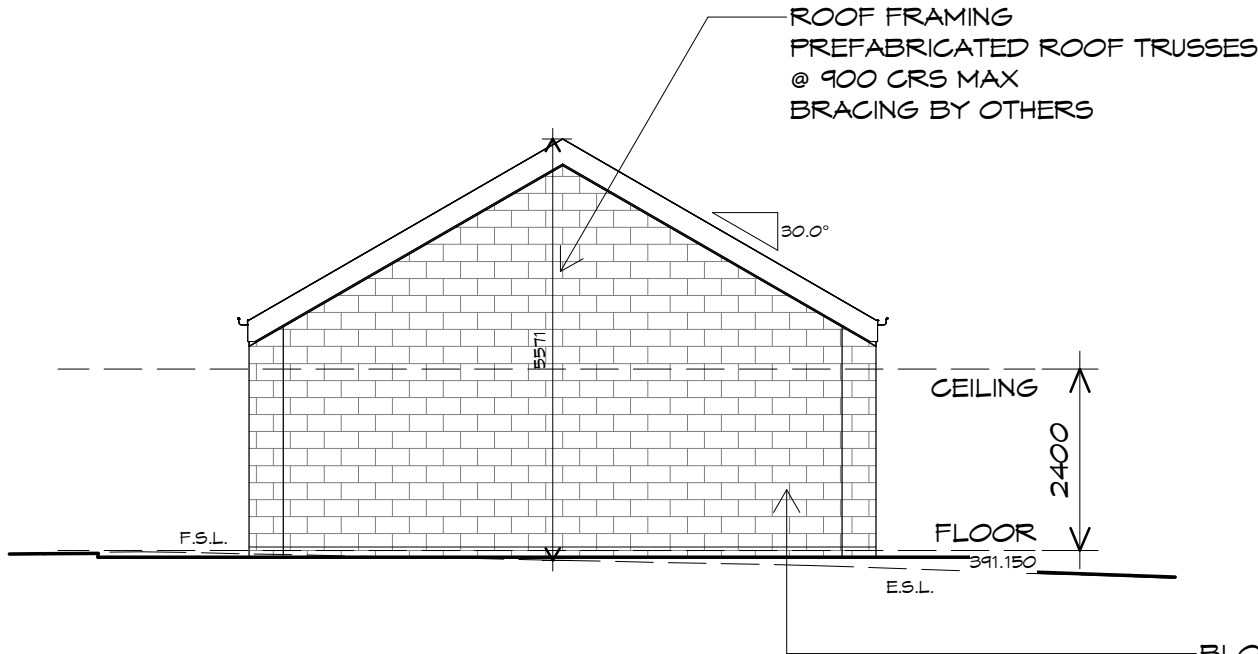 ROOF FRAMING
PREFABRICATED ROOF TRUSSES
@ 900 CRS MAX
BRACING BY OTHERS
30.0°
5571
CEILING
2400
F.S.L.
FLOOR
391.150
E.S.L.